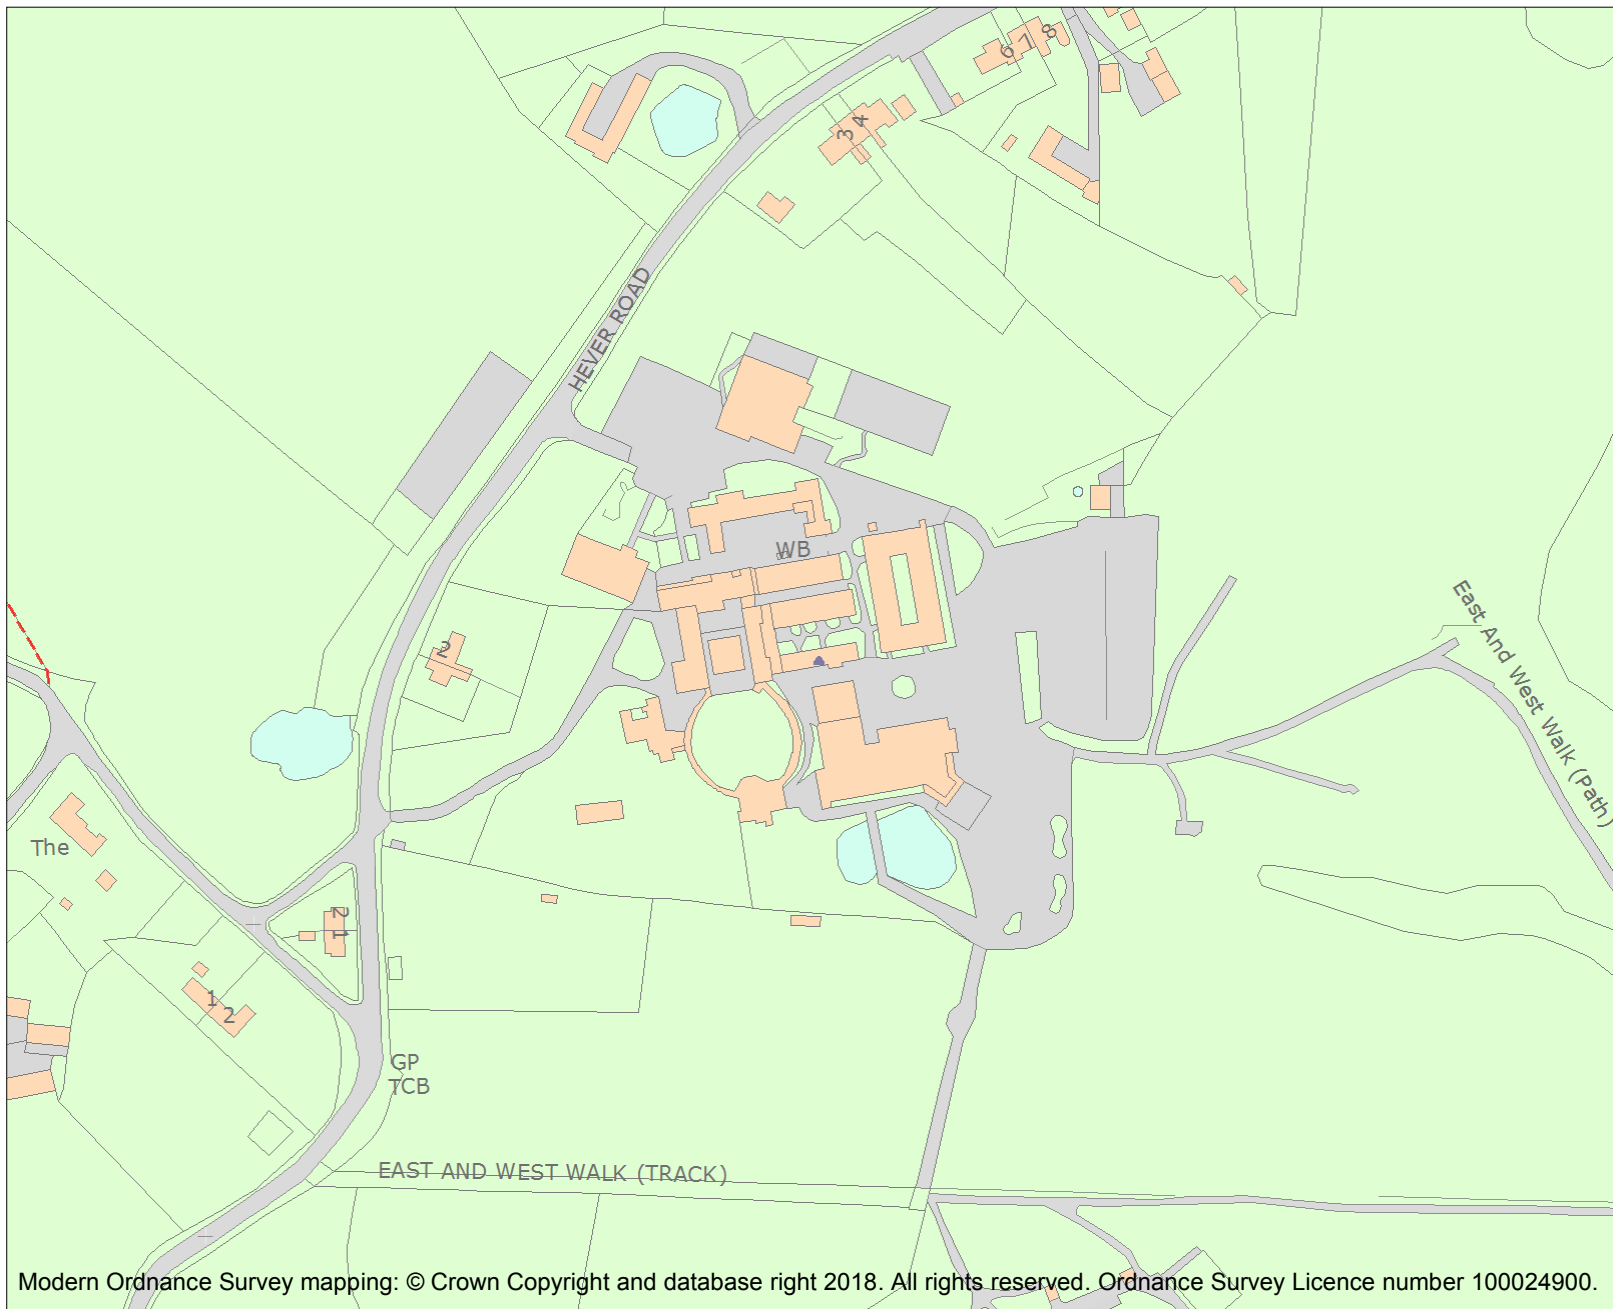 6
7
8
3
4
HEVER ROAD
WB
2
East And West Walk (Path)
The
2
1
1
2
GP
TCB
EAST AND WEST WALK (TRACK)
Modern Ordnance Survey mapping: © Crown Copyright and database right 2018. All rights reserved. Ordnance Survey Licence number 100024900.